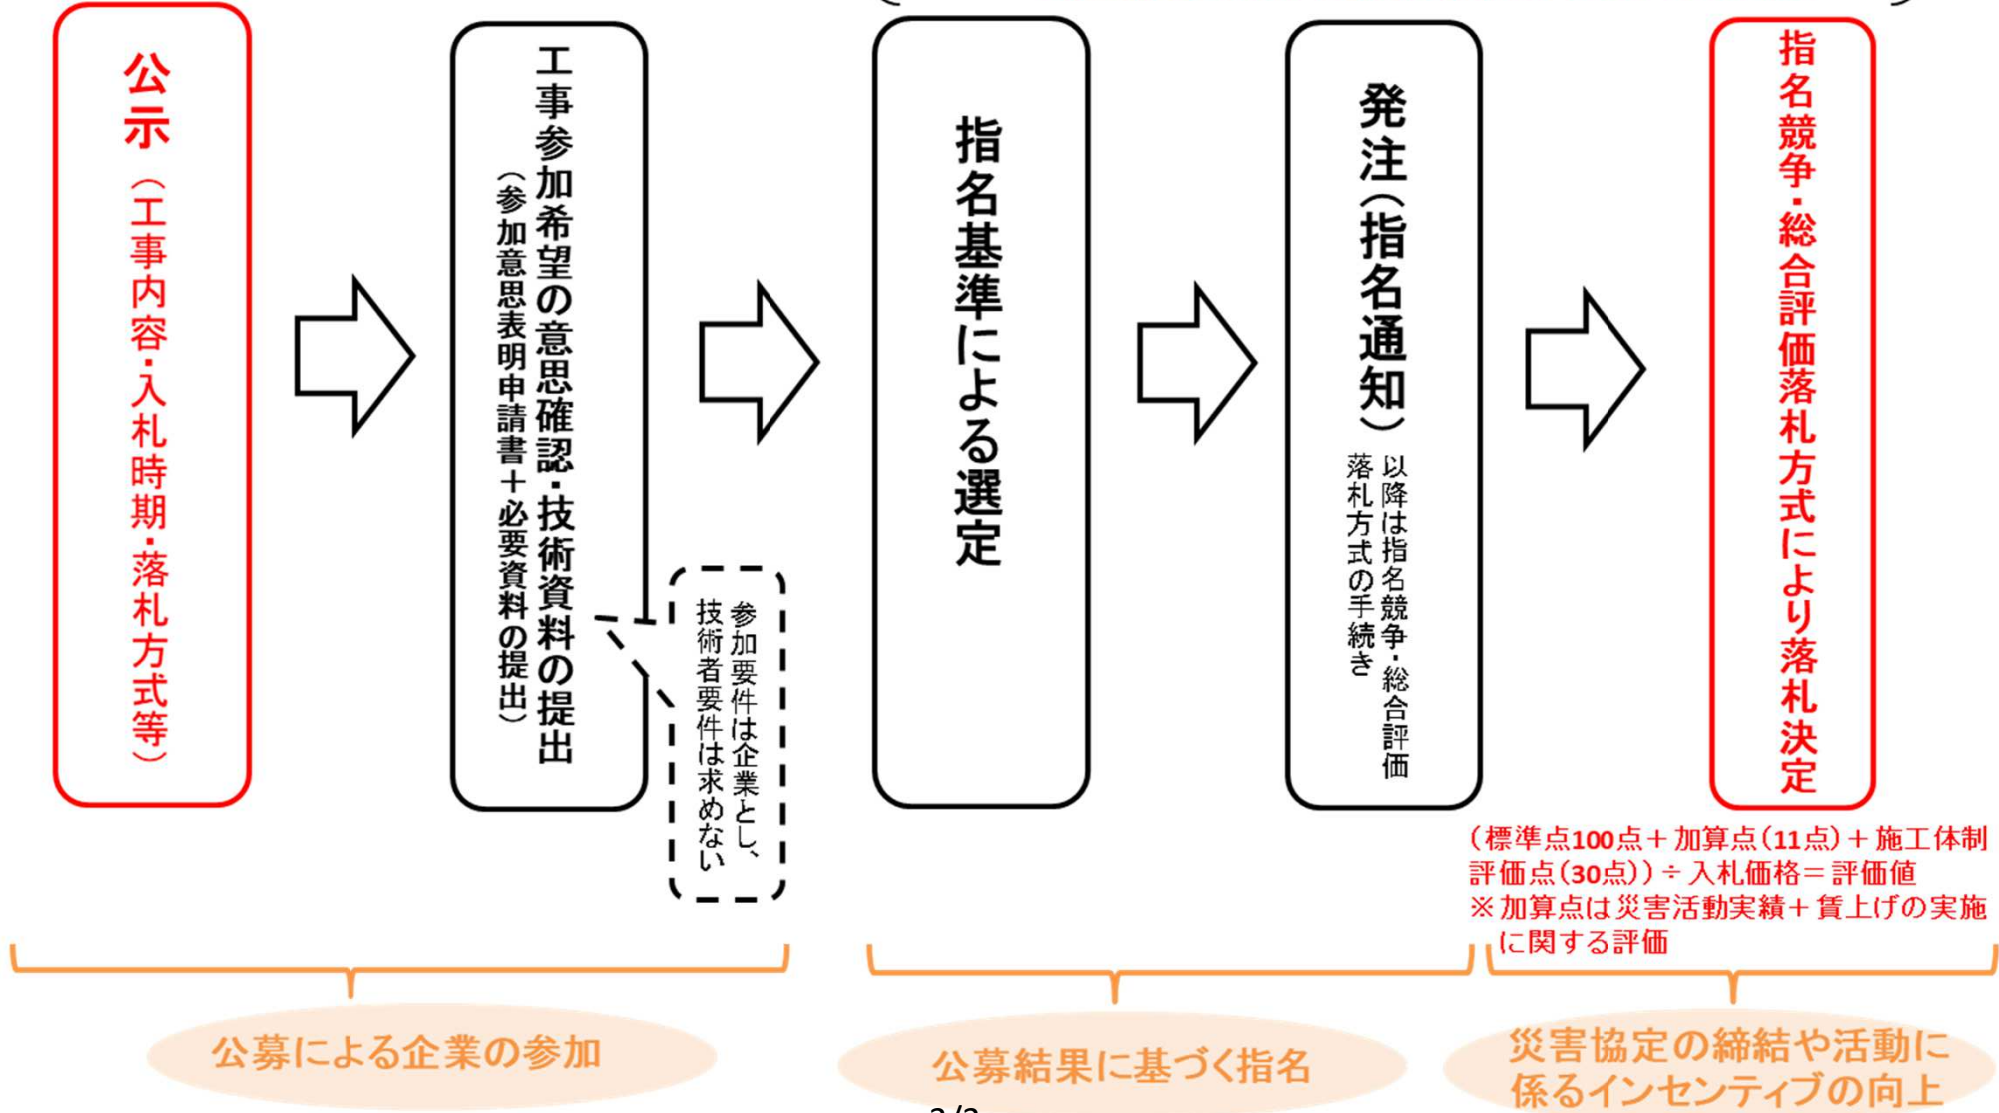 公示（工事内容・入札時期・落札方式等）
工事参加希望の意思確認・技術資料の提出
（参加意思表明申請書＋必要資料の提出）
参加要件は企業とし、
技術者要件は求めない
指名基準による選定
発注（指名通知）
以降は指名競争・総合評価
落札方式の手続き
指名競争・総合評価落札方式により落札決定
（標準点100点＋加算点（11点）＋施工体制
評価点（30点））÷入札価格＝評価値
※加算点は災害活動実績＋賃上げの実施
に関する評価
公募による企業の参加
公募結果に基づく指名
災害協定の締結や活動に
係るインセンティブの向上